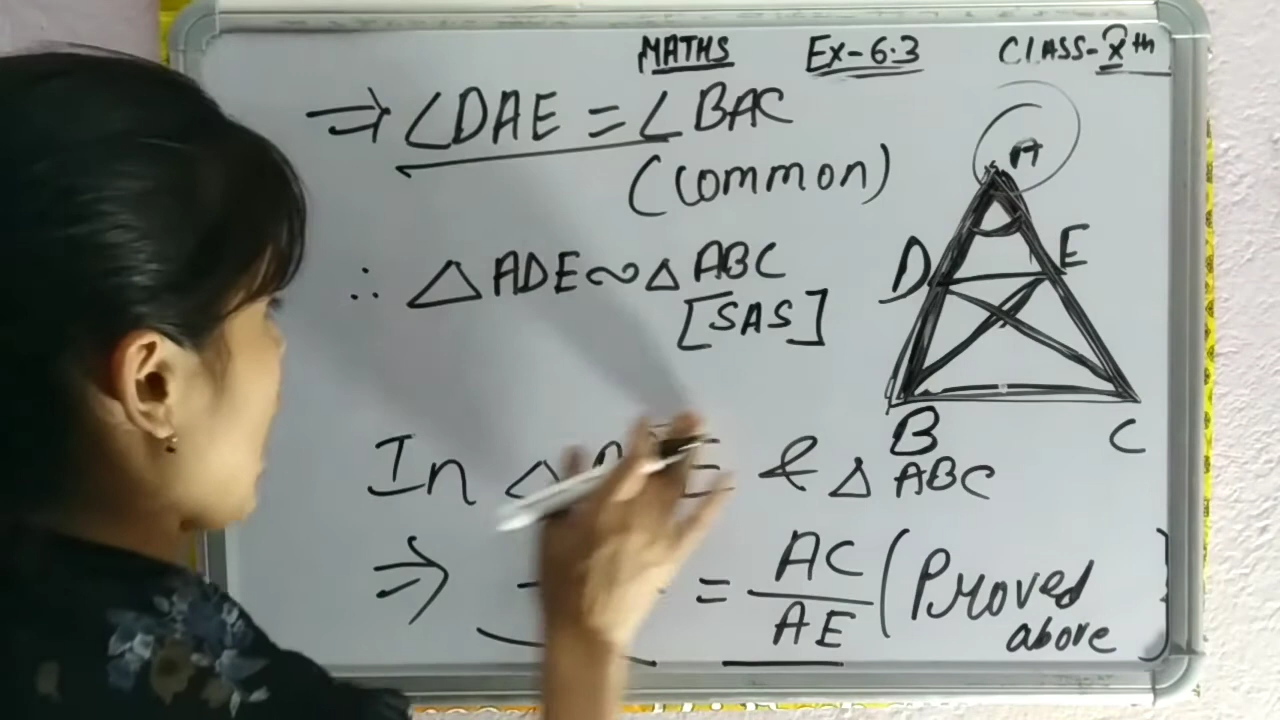 MATHS Ex-6.3 CLASS-Xth
⇒ ∠DAE = ∠BAC
(Common)
∴ △ADE ~ △ABC
[SAS]
In △ & △ABC
⇒ = AC/AE (Proved above)
A
D E
B C